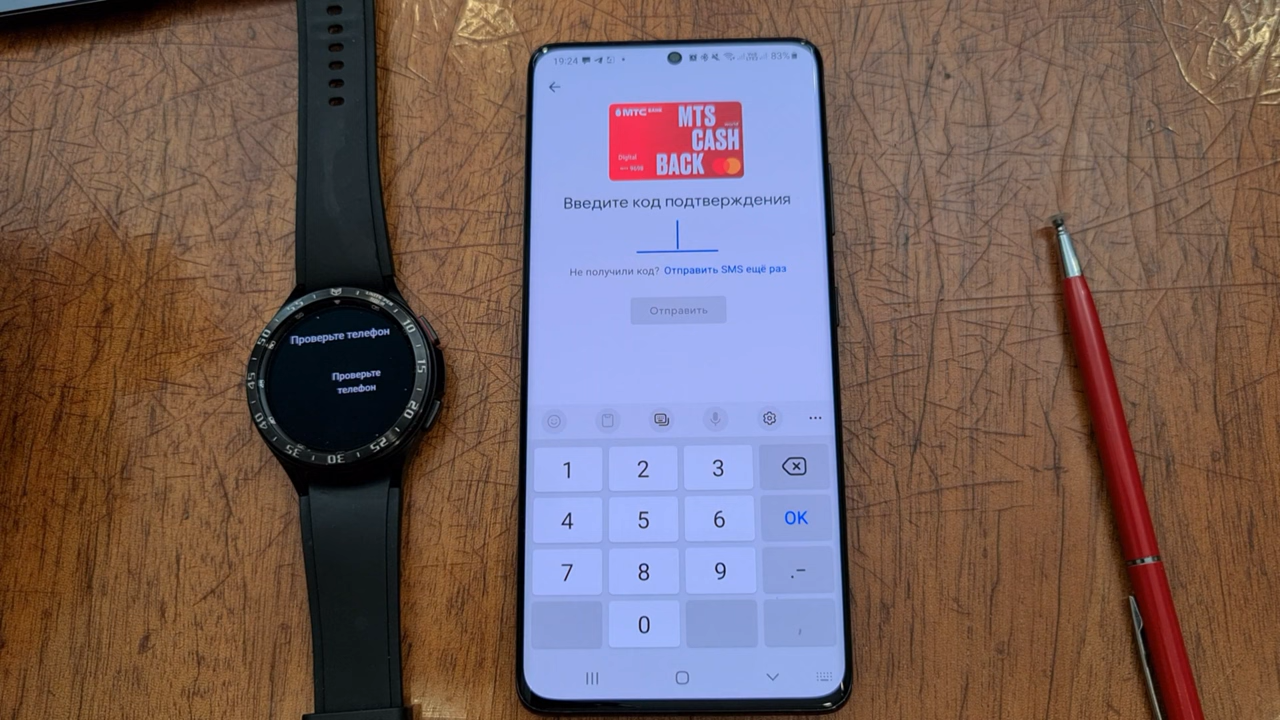 Проверьте телефон
Проверьте
телефон
55
10
50
15
45
20
40
25
35
30
19:24
83%
МТС BANK
MTS
CASH
BACK
Digital
Введите код подтверждения
Не получили код? Отправить SMS ещё раз
Отправить
1 2 3
4 5 6 OK
7 8 9 .-
0 ,